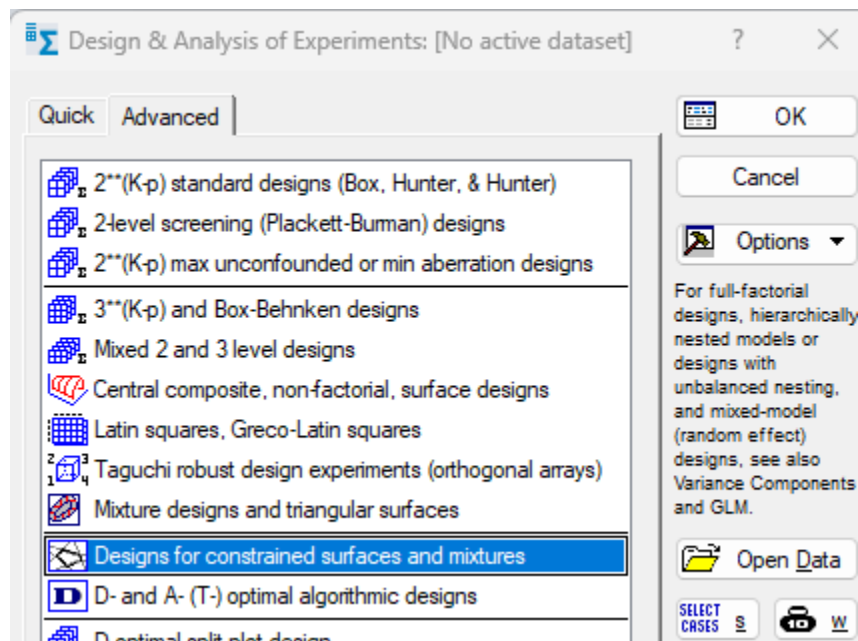 Design & Analysis of Experiments: [No active dataset]
?
Quick
Advanced
2**(K-p) standard designs (Box, Hunter, & Hunter)
2-level screening (Plackett-Burman) designs
2**(K-p) max unconfounded or min aberration designs
3**(K-p) and Box-Behnken designs
Mixed 2 and 3 level designs
Central composite, non-factorial, surface designs
Latin squares, Greco-Latin squares
Taguchi robust design experiments (orthogonal arrays)
Mixture designs and triangular surfaces
Designs for constrained surfaces and mixtures
D- and A- (T-) optimal algorithmic designs
D-optimal split plot design
OK
Cancel
Options
For full-factorial
designs, hierarchically
nested models or
designs with
unbalanced nesting,
and mixed-model
(random effect)
designs, see also
Variance Components
and GLM.
Open Data
SELECT
CASES
S
W